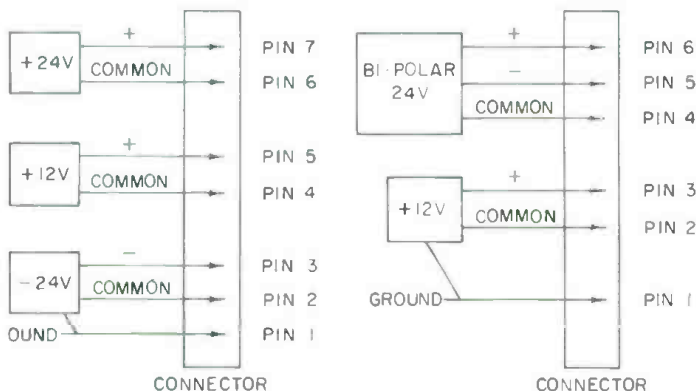 +24V
+
PIN 7
COMMON
PIN 6
+12V
+
PIN 5
COMMON
PIN 4
-24V
-
PIN 3
COMMON
PIN 2
OUND
PIN 1
CONNECTOR
BI-POLAR
24V
+
PIN 6
-
PIN 5
COMMON
PIN 4
+12V
+
PIN 3
COMMON
PIN 2
GROUND
PIN 1
CONNECTOR